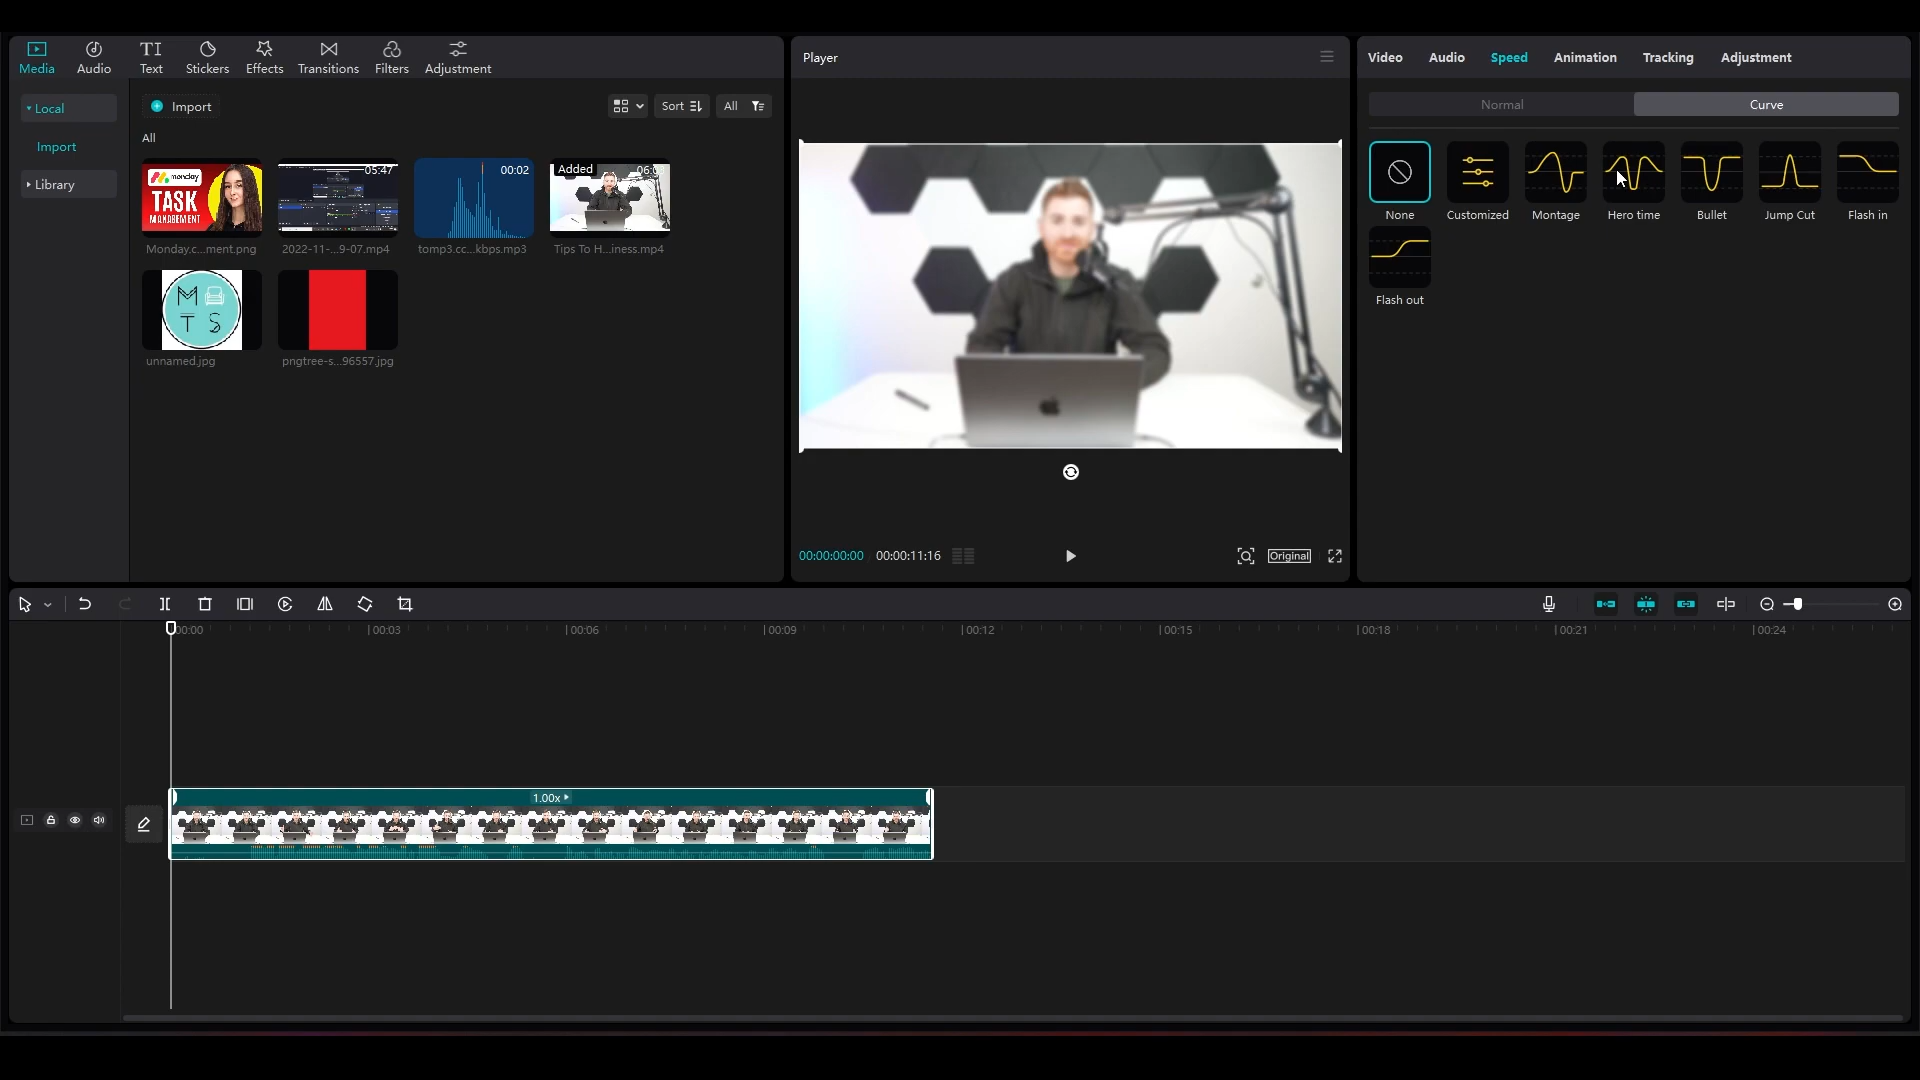 Media
Audio
Text
Stickers
Effects
Transitions
Filters
Adjustment
Local
Import
Library
Import
Sort
All
All
monday
TASK
MANAGEMENT
Monday.c...ment.png
05:47
2022-11-...9-07.mp4
00:02
tomp3.cc...kbps.mp3
Added
Tips To H...iness.mp4
M
T S
unnamed.jpg
pngtree-s...96557.jpg
Player
00:00:00:00
00:00:11:16
Original
Video
Audio
Speed
Animation
Tracking
Adjustment
Normal
Curve
None
Customized
Montage
Hero time
Bullet
Jump Cut
Flash in
Flash out
00:00
00:03
00:06
00:09
00:12
00:15
00:18
00:21
00:24
1.00x